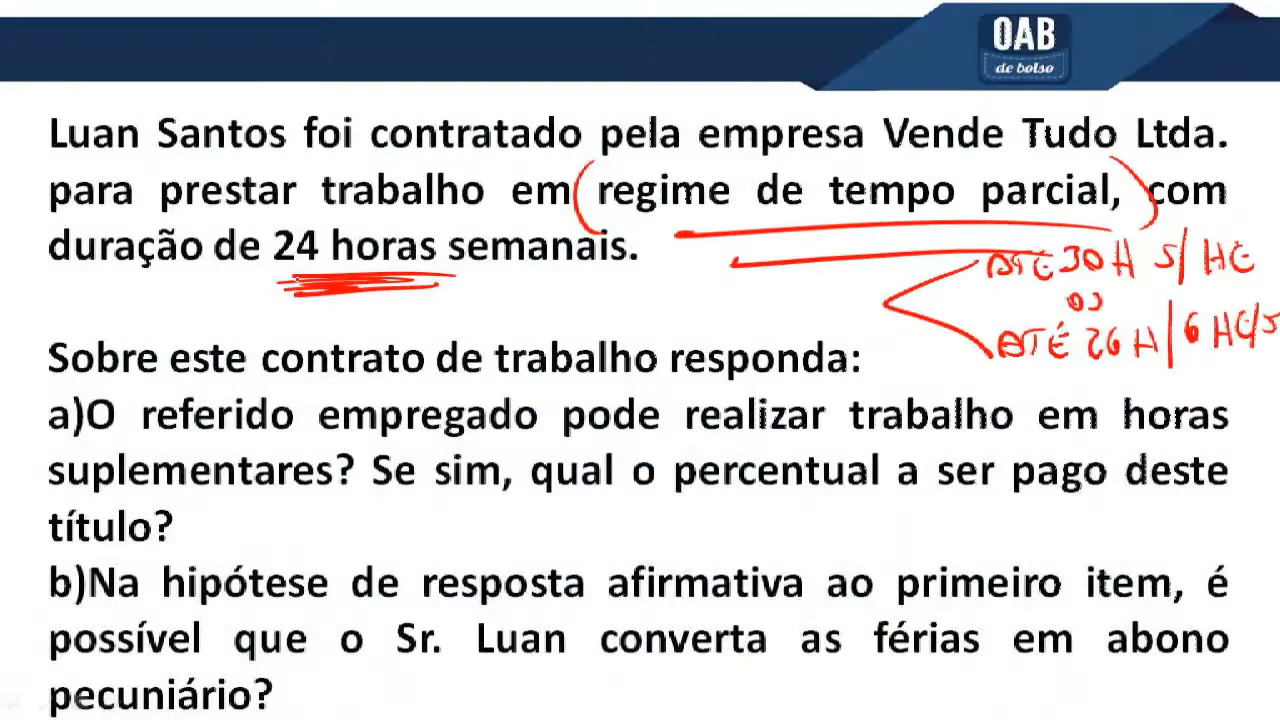 OAB
de bolso
Luan Santos foi contratado pela empresa Vende Tudo Ltda.
para prestar trabalho em regime de tempo parcial, com
duração de 24 horas semanais.
ATÉ 30 H S/ HE
OU
ATÉ 26 H / 6 HE/S
Sobre este contrato de trabalho responda:
a)O referido empregado pode realizar trabalho em horas
suplementares? Se sim, qual o percentual a ser pago deste
título?
b)Na hipótese de resposta afirmativa ao primeiro item, é
possível que o Sr. Luan converta as férias em abono
pecuniário?